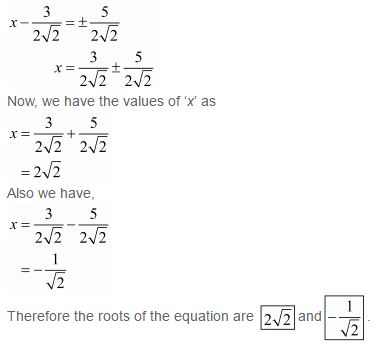 x − 3/(2√2) = ± 5/(2√2)
x = 3/(2√2) ± 5/(2√2)
Now, we have the values of ‘x’ as
x = 3/(2√2) + 5/(2√2)
= 2√2
Also we have,
x = 3/(2√2) − 5/(2√2)
= −1/√2
Therefore the roots of the equation are 2√2 and −1/√2 .